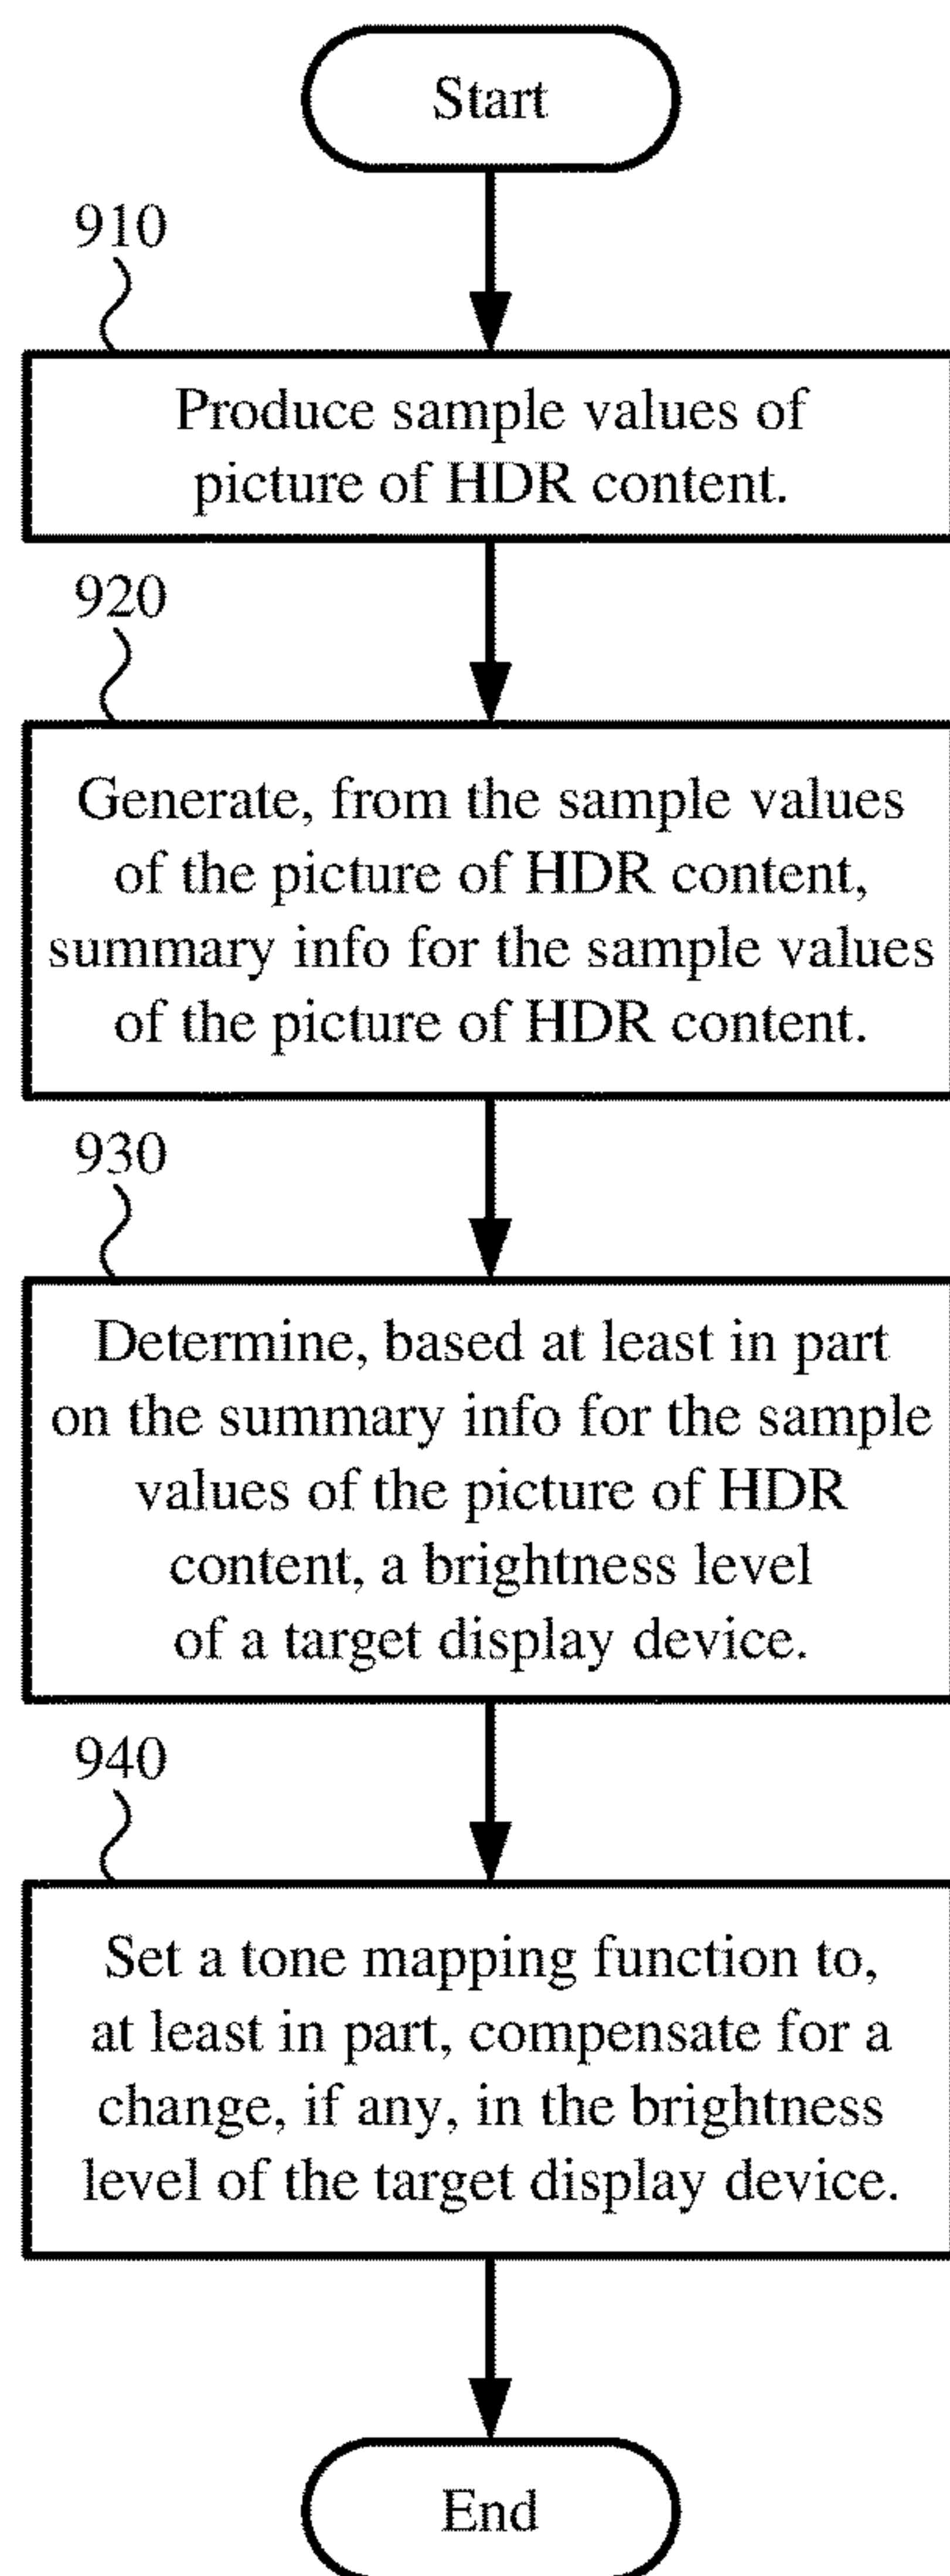 Start
910
Produce sample values of
picture of HDR content.
920
Generate, from the sample values
of the picture of HDR content,
summary info for the sample values
of the picture of HDR content.
930
Determine, based at least in part
on the summary info for the sample
values of the picture of HDR
content, a brightness level
of a target display device.
940
Set a tone mapping function to,
at least in part, compensate for a
change, if any, in the brightness
level of the target display device.
End